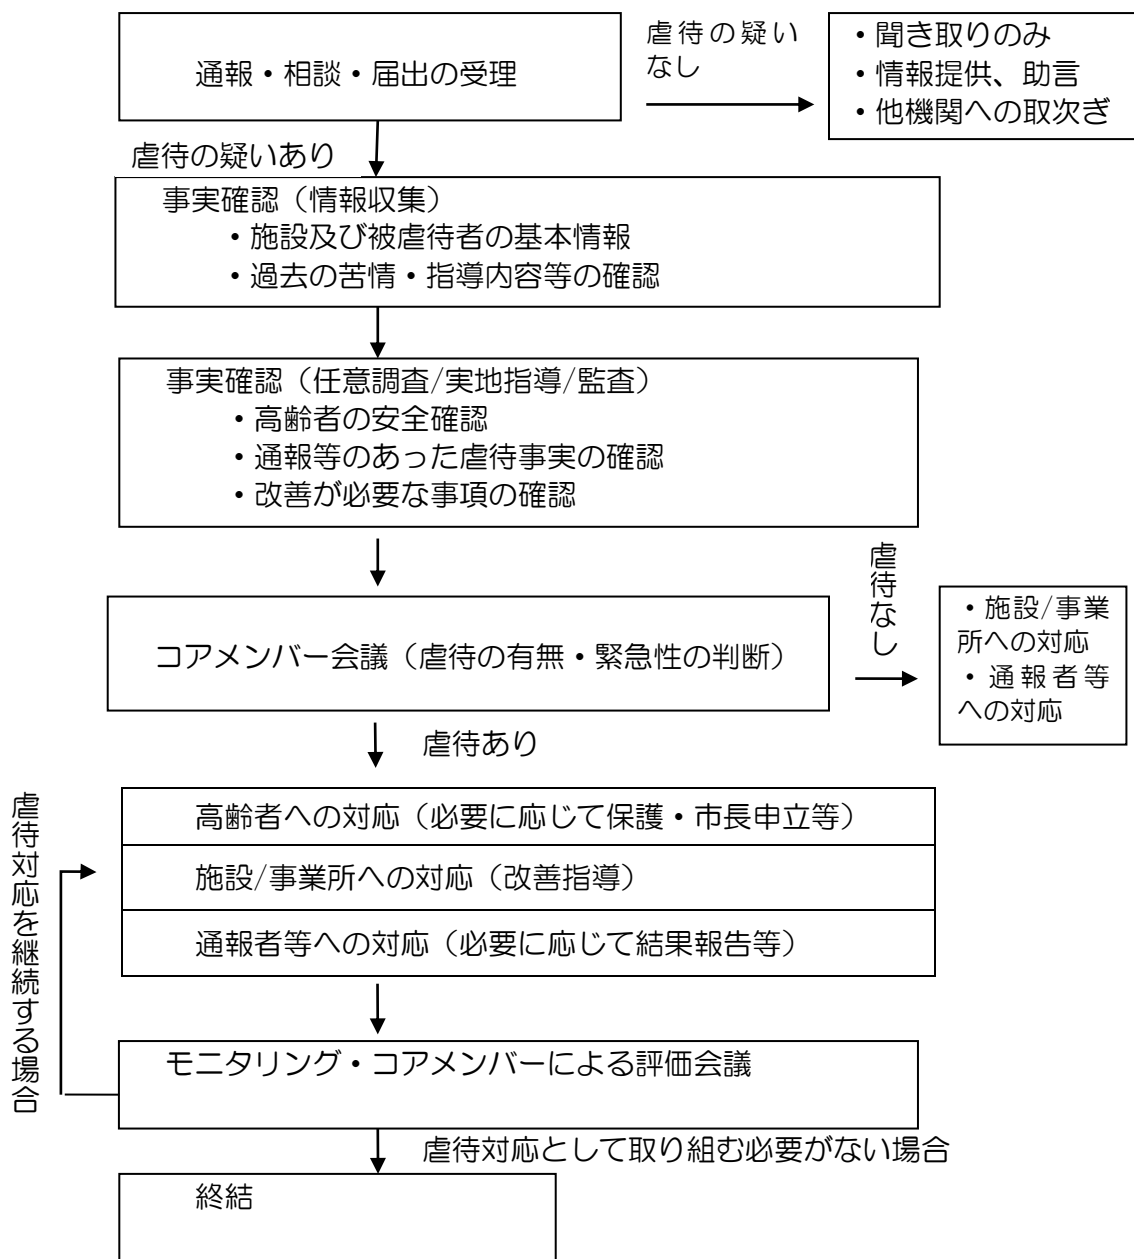 通報・相談・届出の受理
虐待の疑い
なし
・聞き取りのみ
・情報提供、助言
・他機関への取次ぎ
虐待の疑いあり
事実確認（情報収集）
・施設及び被虐待者の基本情報
・過去の苦情・指導内容等の確認
事実確認（任意調査/実地指導/監査）
・高齢者の安全確認
・通報等のあった虐待事実の確認
・改善が必要な事項の確認
コアメンバー会議（虐待の有無・緊急性の判断）
虐待なし
・施設/事業
所への対応
・通報者等
への対応
虐待あり
高齢者への対応（必要に応じて保護・市長申立等）
施設/事業所への対応（改善指導）
通報者等への対応（必要に応じて結果報告等）
虐待対応を継続する場合
モニタリング・コアメンバーによる評価会議
虐待対応として取り組む必要がない場合
終結